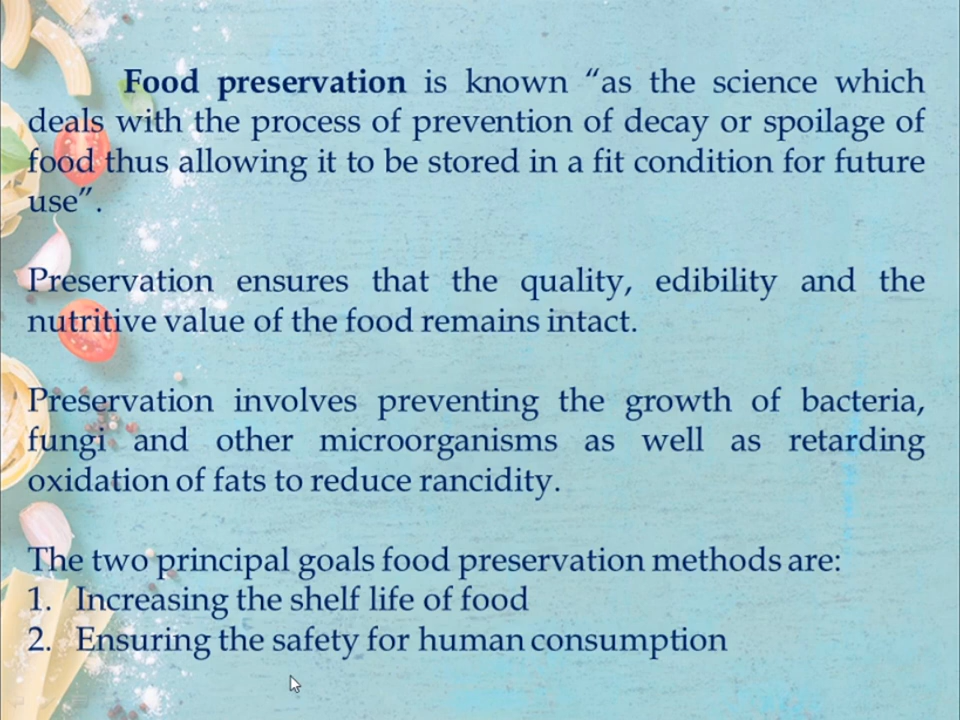 Food preservation is known “as the science which
deals with the process of prevention of decay or spoilage of
food thus allowing it to be stored in a fit condition for future
use”.
Preservation ensures that the quality, edibility and the
nutritive value of the food remains intact.
Preservation involves preventing the growth of bacteria,
fungi and other microorganisms as well as retarding
oxidation of fats to reduce rancidity.
The two principal goals food preservation methods are:
1. Increasing the shelf life of food
2. Ensuring the safety for human consumption